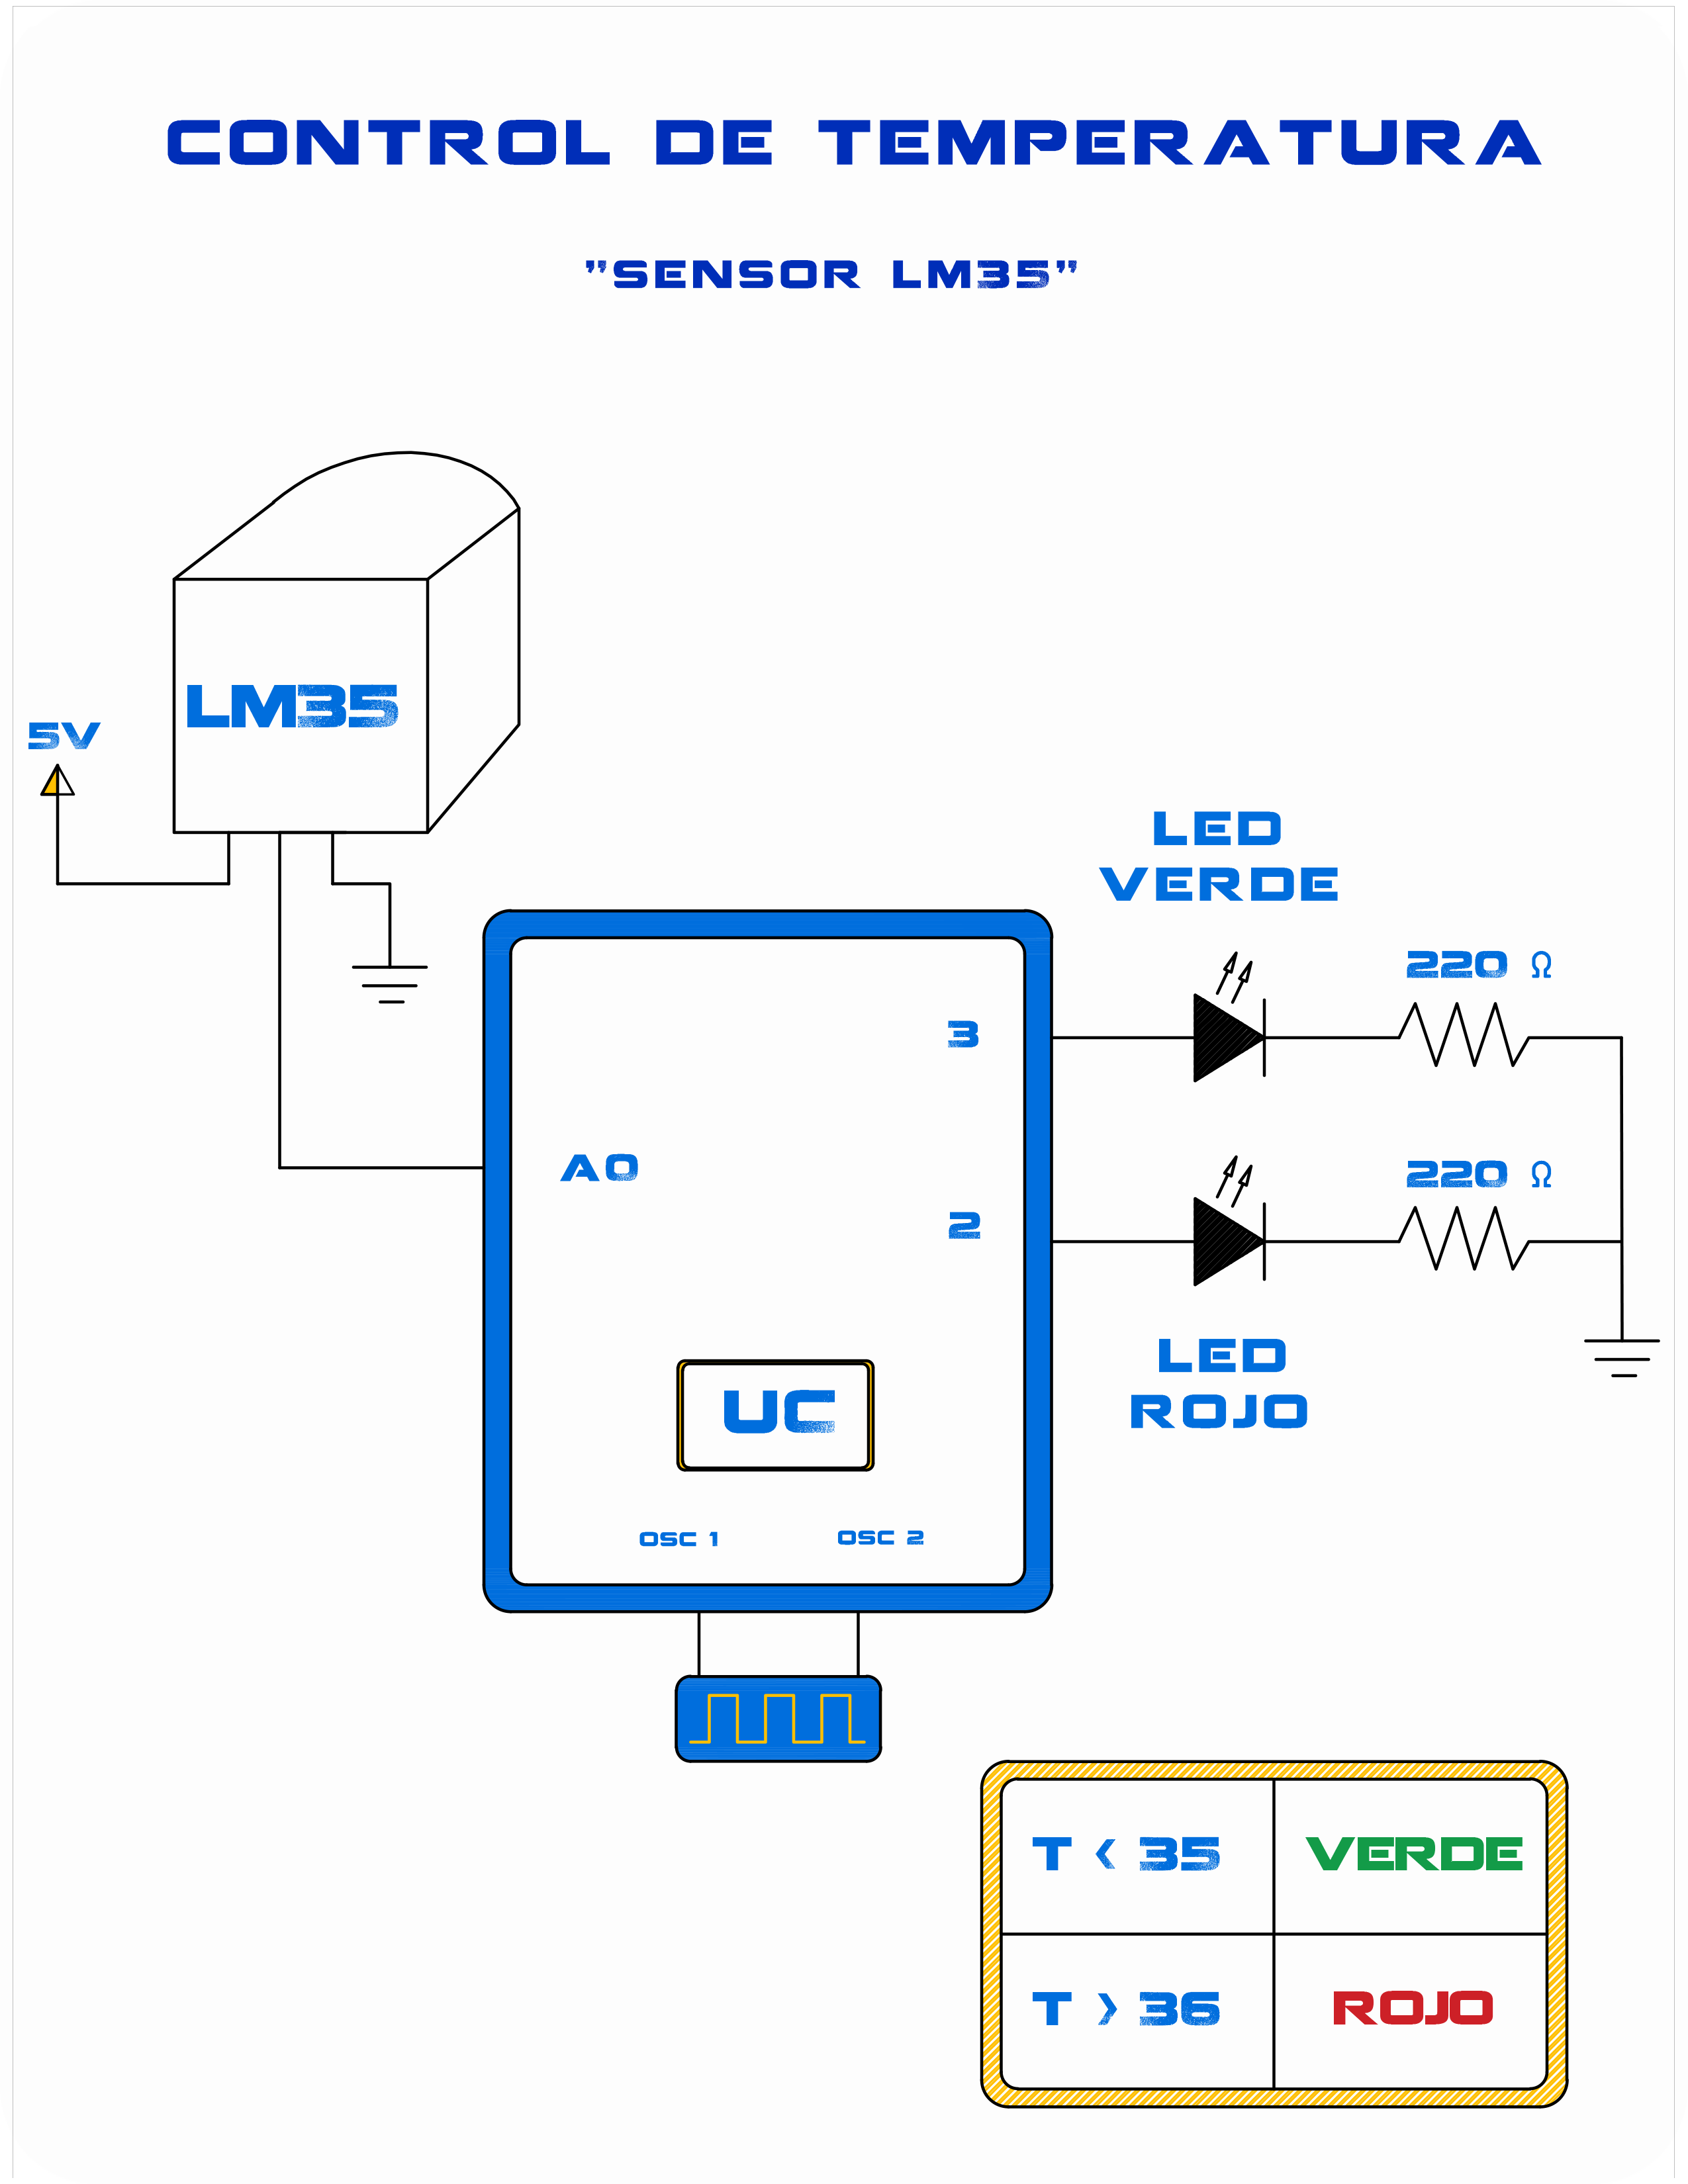 CONTROL DE TEMPERATURA
"SENSOR LM35"
LM35
5V
LED
VERDE
220 Ω
3
A0
220 Ω
2
LED
ROJO
UC
OSC 1 OSC 2
T < 35 VERDE
T > 36 ROJO